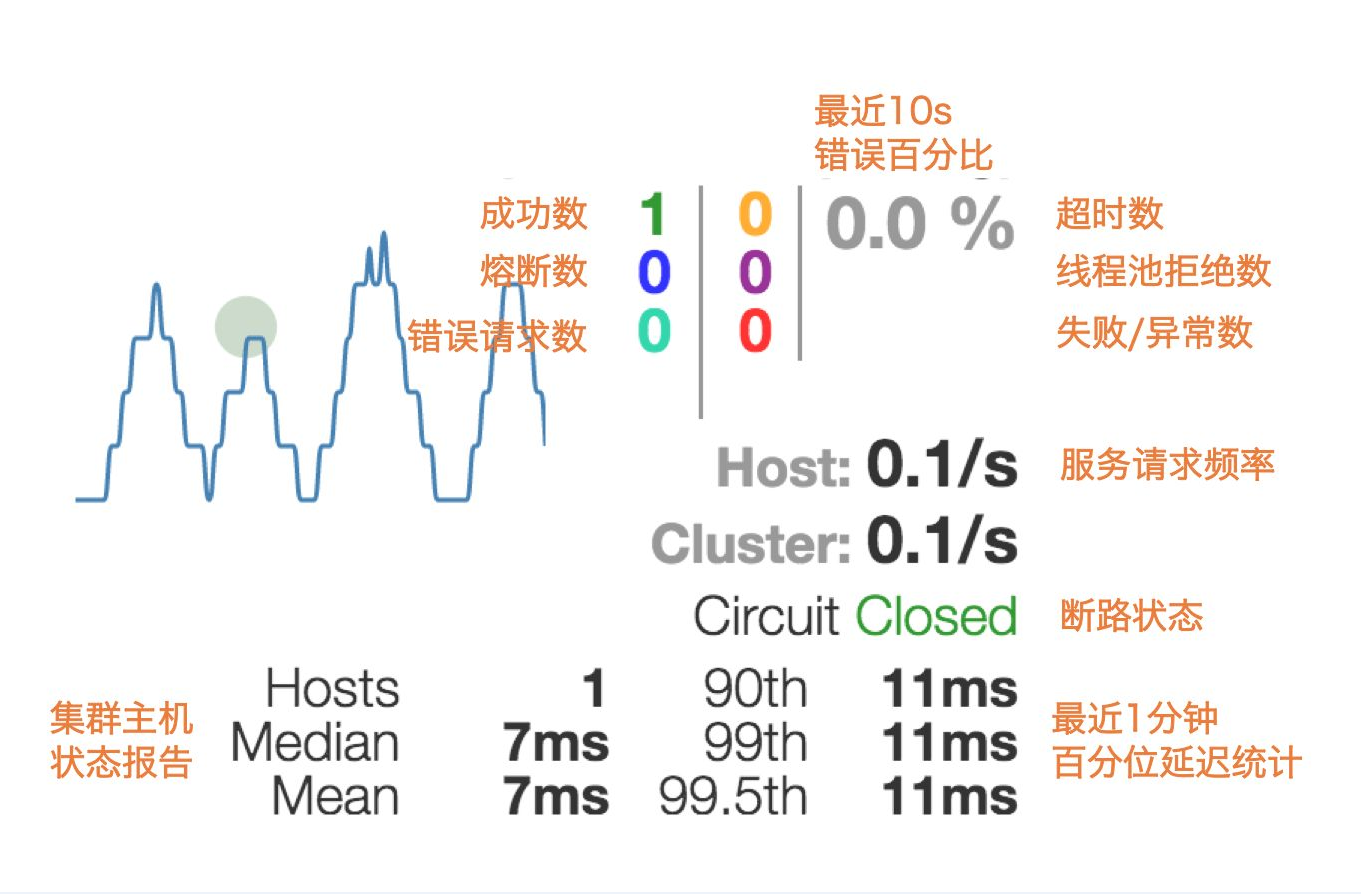 最近10s
错误百分比
成功数 1 0 0.0 % 超时数
熔断数 0 0 线程池拒绝数
错误请求数 0 0 失败/异常数
Host: 0.1/s 服务请求频率
Cluster: 0.1/s
Circuit Closed 断路状态
集群主机
状态报告
Hosts 1 90th 11ms
Median 7ms 99th 11ms
Mean 7ms 99.5th 11ms
最近1分钟
百分位延迟统计